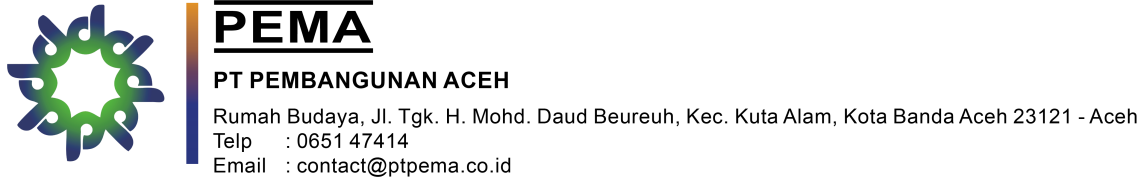 PEMA
PT PEMBANGUNAN ACEH
Rumah Budaya, Jl. Tgk. H. Mohd. Daud Beureuh, Kec. Kuta Alam, Kota Banda Aceh 23121 - Aceh
Telp : 0651 47414
Email : contact@ptpema.co.id